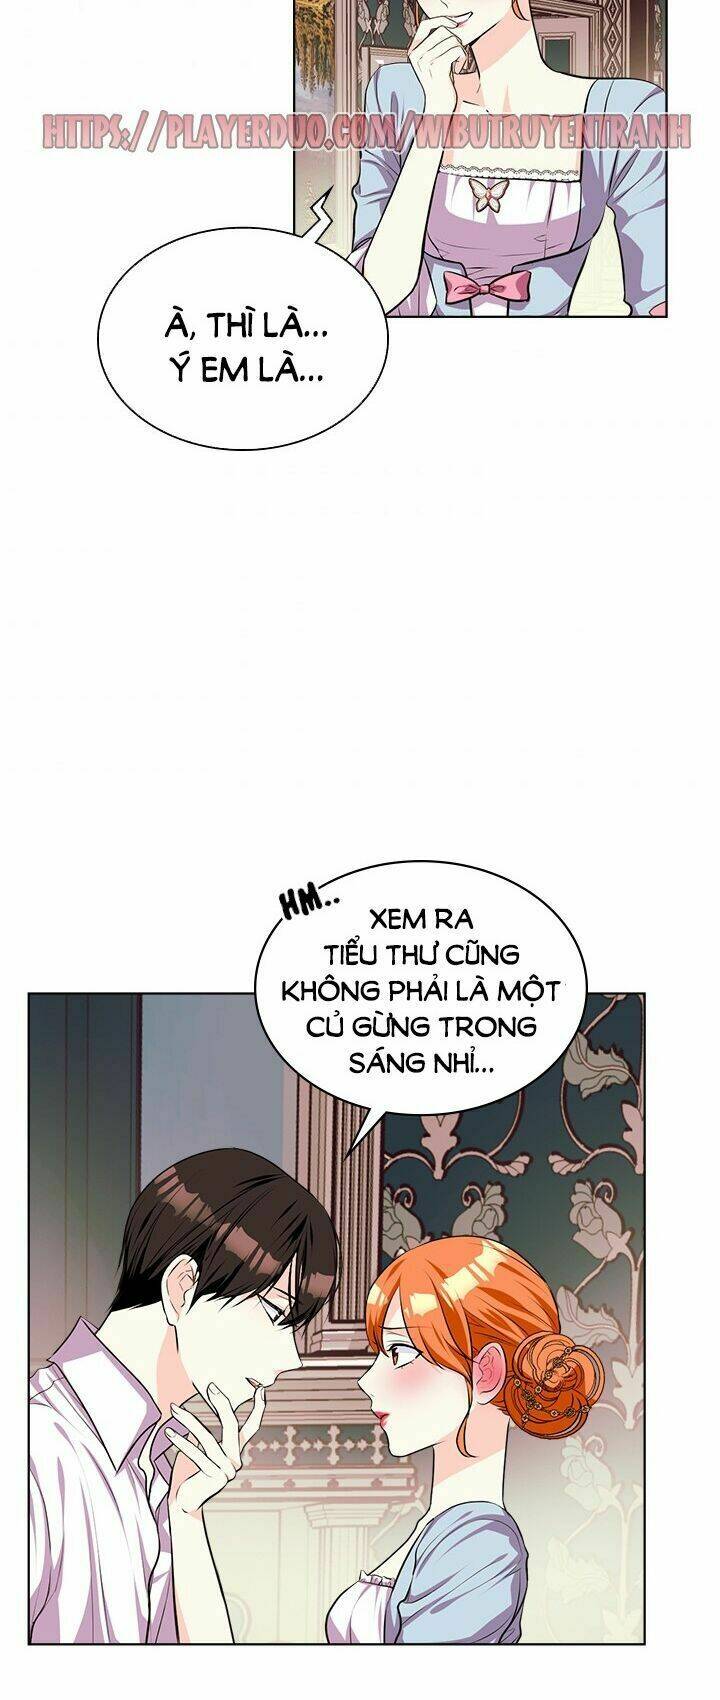 HTTPS://PLAYERDUO.COM/WIBUTRUYENTRANH
À, THÌ LÀ...
Ý EM LÀ...
HM..
XEM RA
TIỂU THƯ CŨNG
KHÔNG PHẢI LÀ MỘT
CỦ GỪNG TRONG
SÁNG NHỈ...